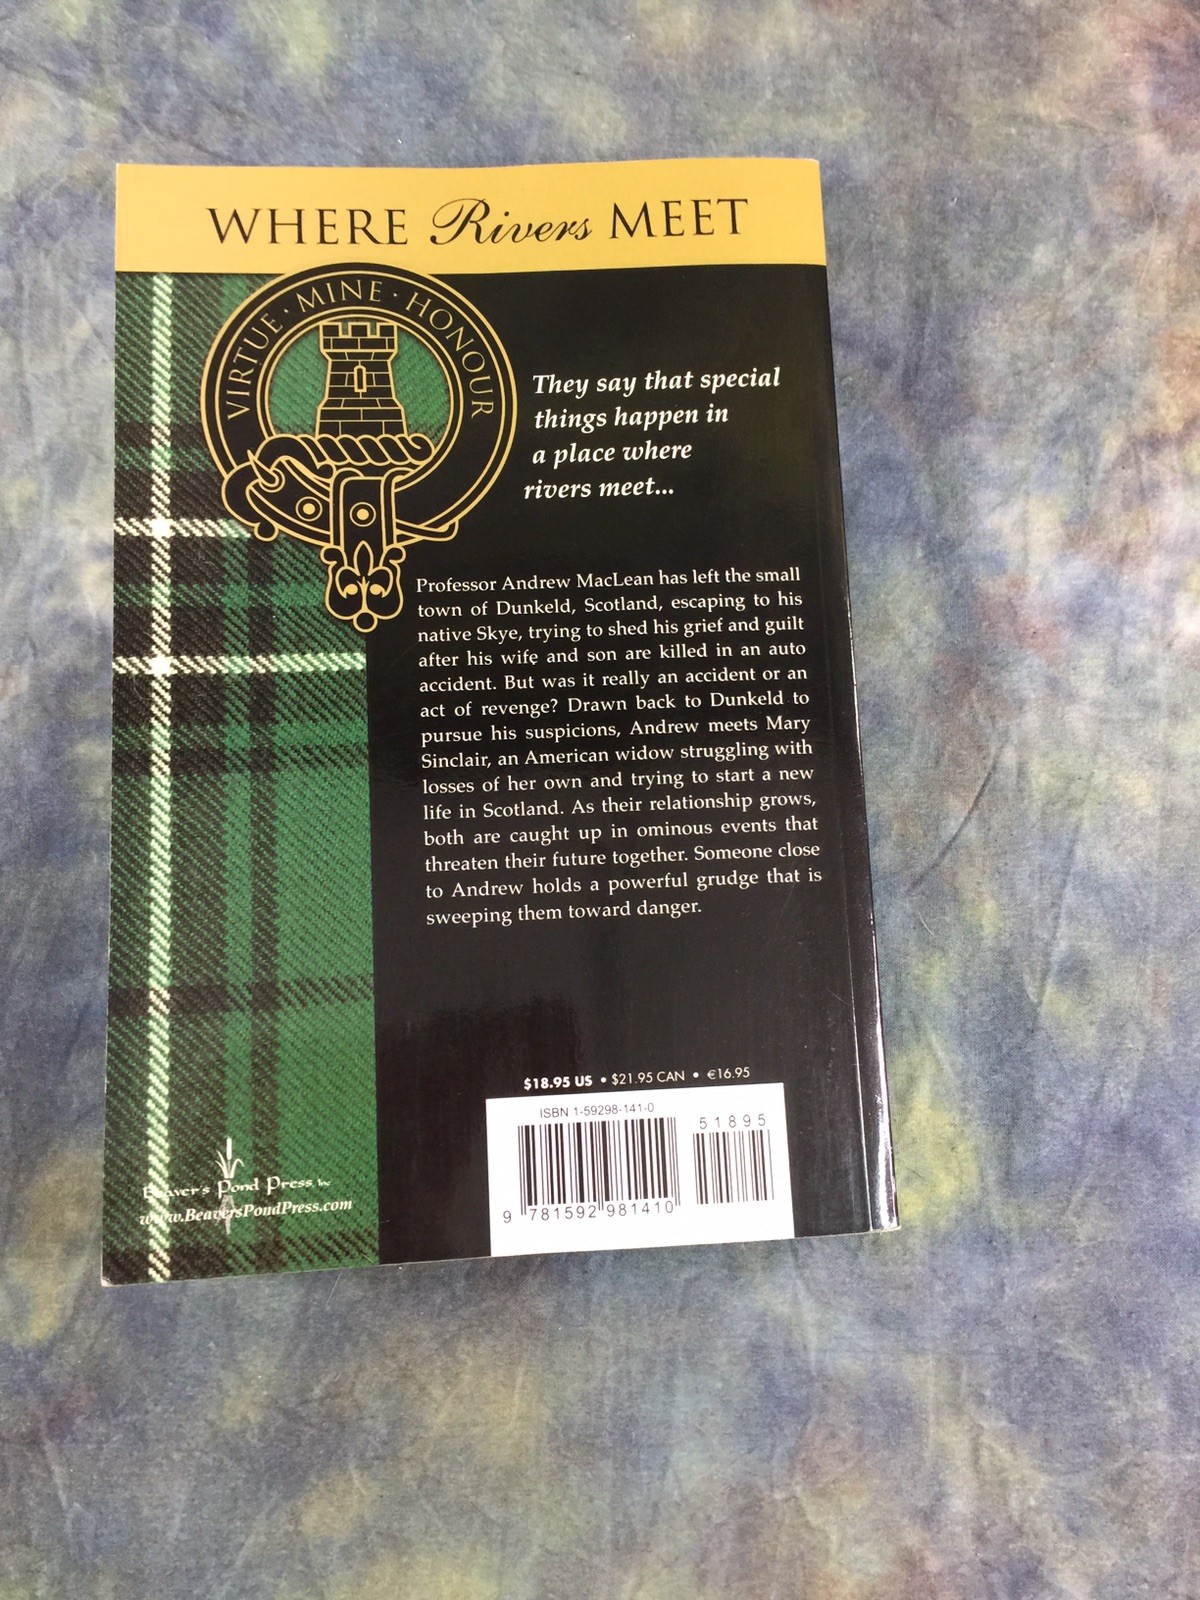 WHERE Rivers MEET
VIRTUE · MINE · HONOUR
They say that special
things happen in
a place where
rivers meet...
Professor Andrew MacLean has left the small
town of Dunkeld, Scotland, escaping to his
native Skye, trying to shed his grief and guilt
after his wife and son are killed in an auto
accident. But was it really an accident or an
act of revenge? Drawn back to Dunkeld to
pursue his suspicions, Andrew meets Mary
Sinclair, an American widow struggling with
losses of her own and trying to start a new
life in Scotland. As their relationship grows,
both are caught up in ominous events that
threaten their future together. Someone close
to Andrew holds a powerful grudge that is
sweeping them toward danger.
$18.95 US • $21.95 CAN • €16.95
ISBN 1-59298-141-0
51895
9 781592 981410
Beaver's Pond Press, Inc
www.BeaversPondPress.com